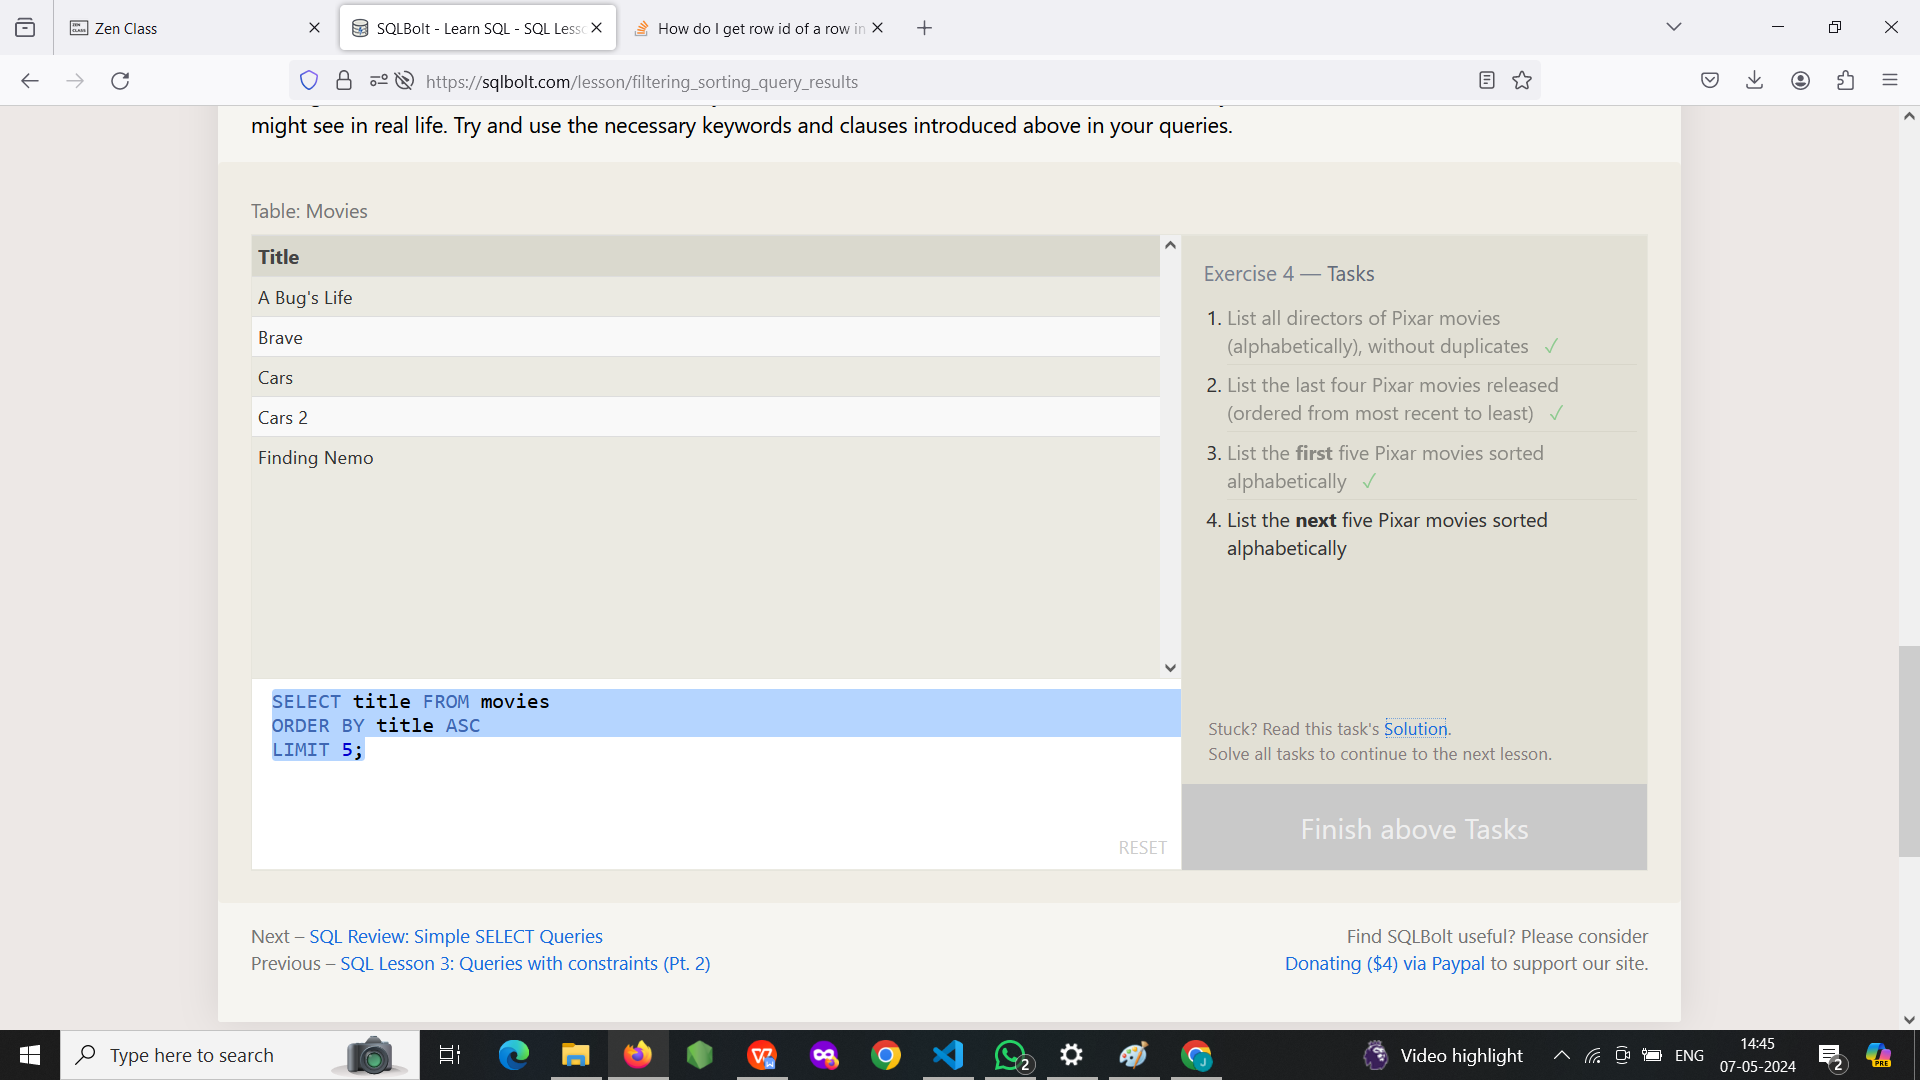 Zen Class
SQLBolt - Learn SQL - SQL Less
How do I get row id of a row in
https://sqlbolt.com/lesson/filtering_sorting_query_results
might see in real life. Try and use the necessary keywords and clauses introduced above in your queries.
Table: Movies
Title
A Bug's Life
Brave
Cars
Cars 2
Finding Nemo
SELECT title FROM movies
ORDER BY title ASC
LIMIT 5;
RESET
Exercise 4 — Tasks
1. List all directors of Pixar movies
(alphabetically), without duplicates ✓
2. List the last four Pixar movies released
(ordered from most recent to least) ✓
3. List the first five Pixar movies sorted
alphabetically ✓
4. List the next five Pixar movies sorted
alphabetically
Stuck? Read this task's Solution.
Solve all tasks to continue to the next lesson.
Finish above Tasks
Next – SQL Review: Simple SELECT Queries
Previous – SQL Lesson 3: Queries with constraints (Pt. 2)
Find SQLBolt useful? Please consider
Donating ($4) via Paypal to support our site.
Type here to search
2
Video highlight
ENG
14:45
07-05-2024
2
PRE